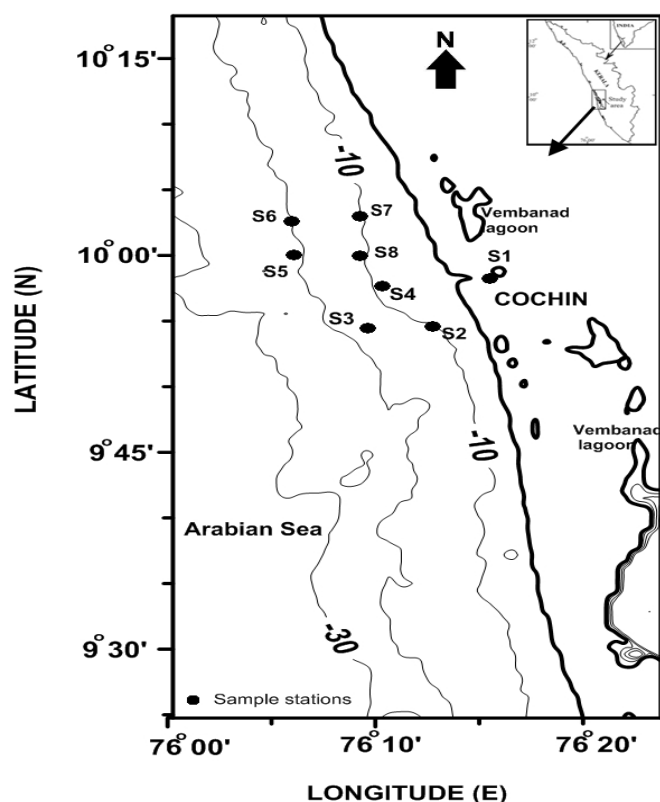 INDIA
KERALA
Study
area
N
10°15'
10°00'
9°45'
9°30'
LATITUDE (N)
-10
S6
S7
S5
S8
S4
S3
S2
S1
Vembanad
lagoon
COCHIN
Vembanad
lagoon
-10
Arabian Sea
-30
Sample stations
76°00'
76°10'
76°20'
LONGITUDE (E)